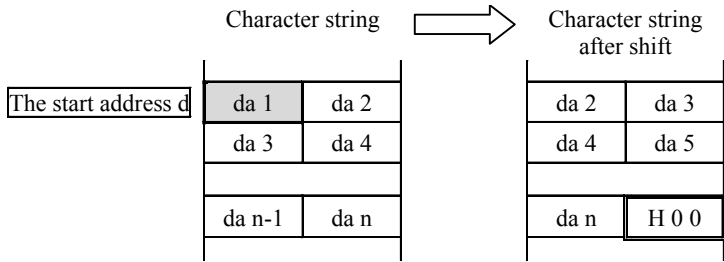 Character string
Character string
after shift
The start address d
da 1 da 2
da 2 da 3
da 3 da 4
da 4 da 5
da n-1 da n
da n H 0 0